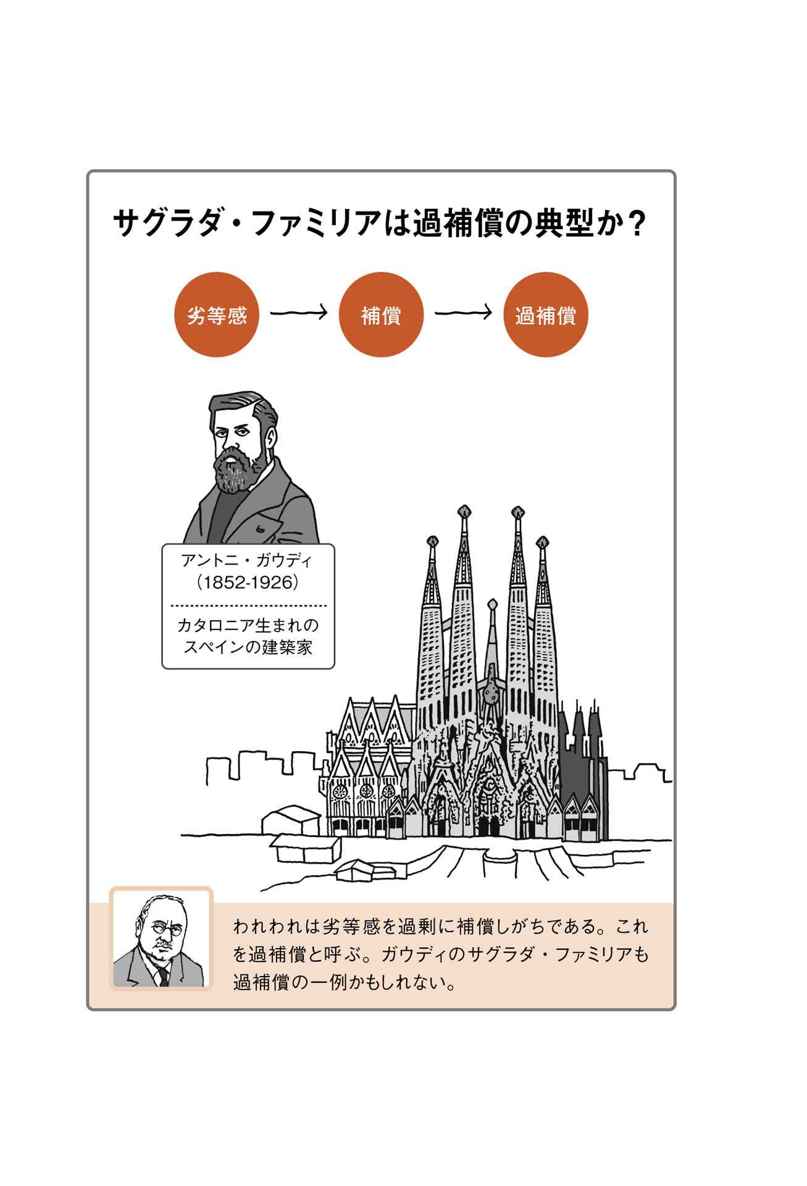 サグラダ・ファミリアは過補償の典型か？
劣等感
補償
過補償
アントニ・ガウディ
（1852-1926）
カタロニア生まれの
スペインの建築家
われわれは劣等感を過剰に補償しがちである。これ
を過補償と呼ぶ。ガウディのサグラダ・ファミリアも
過補償の一例かもしれない。